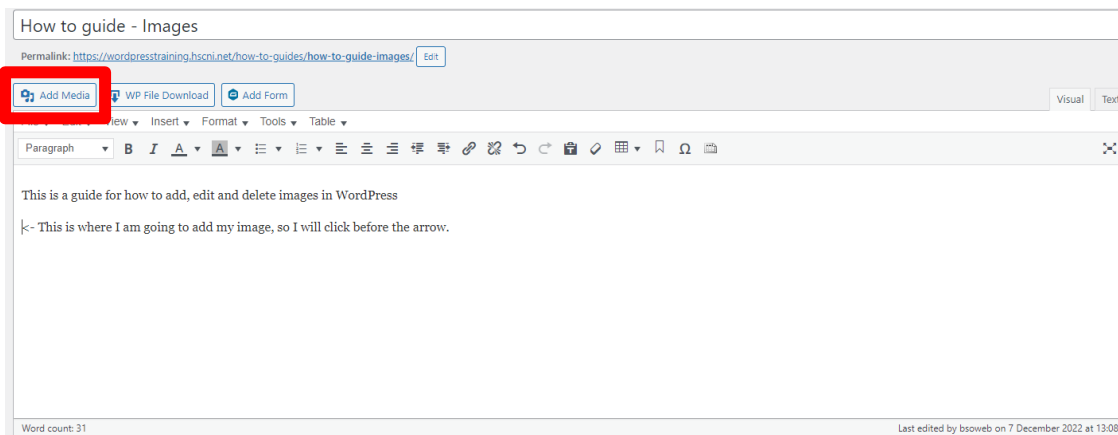 How to guide - Images
Permalink: https://wordpresstraining.hscni.net/how-to-guides/how-to-guide-images/ Edit
Add Media WP File Download Add Form Visual Text
View Insert Format Tools Table
Paragraph B I A A Ω
This is a guide for how to add, edit and delete images in WordPress
<- This is where I am going to add my image, so I will click before the arrow.
Word count: 31 Last edited by bsoweb on 7 December 2022 at 13:08